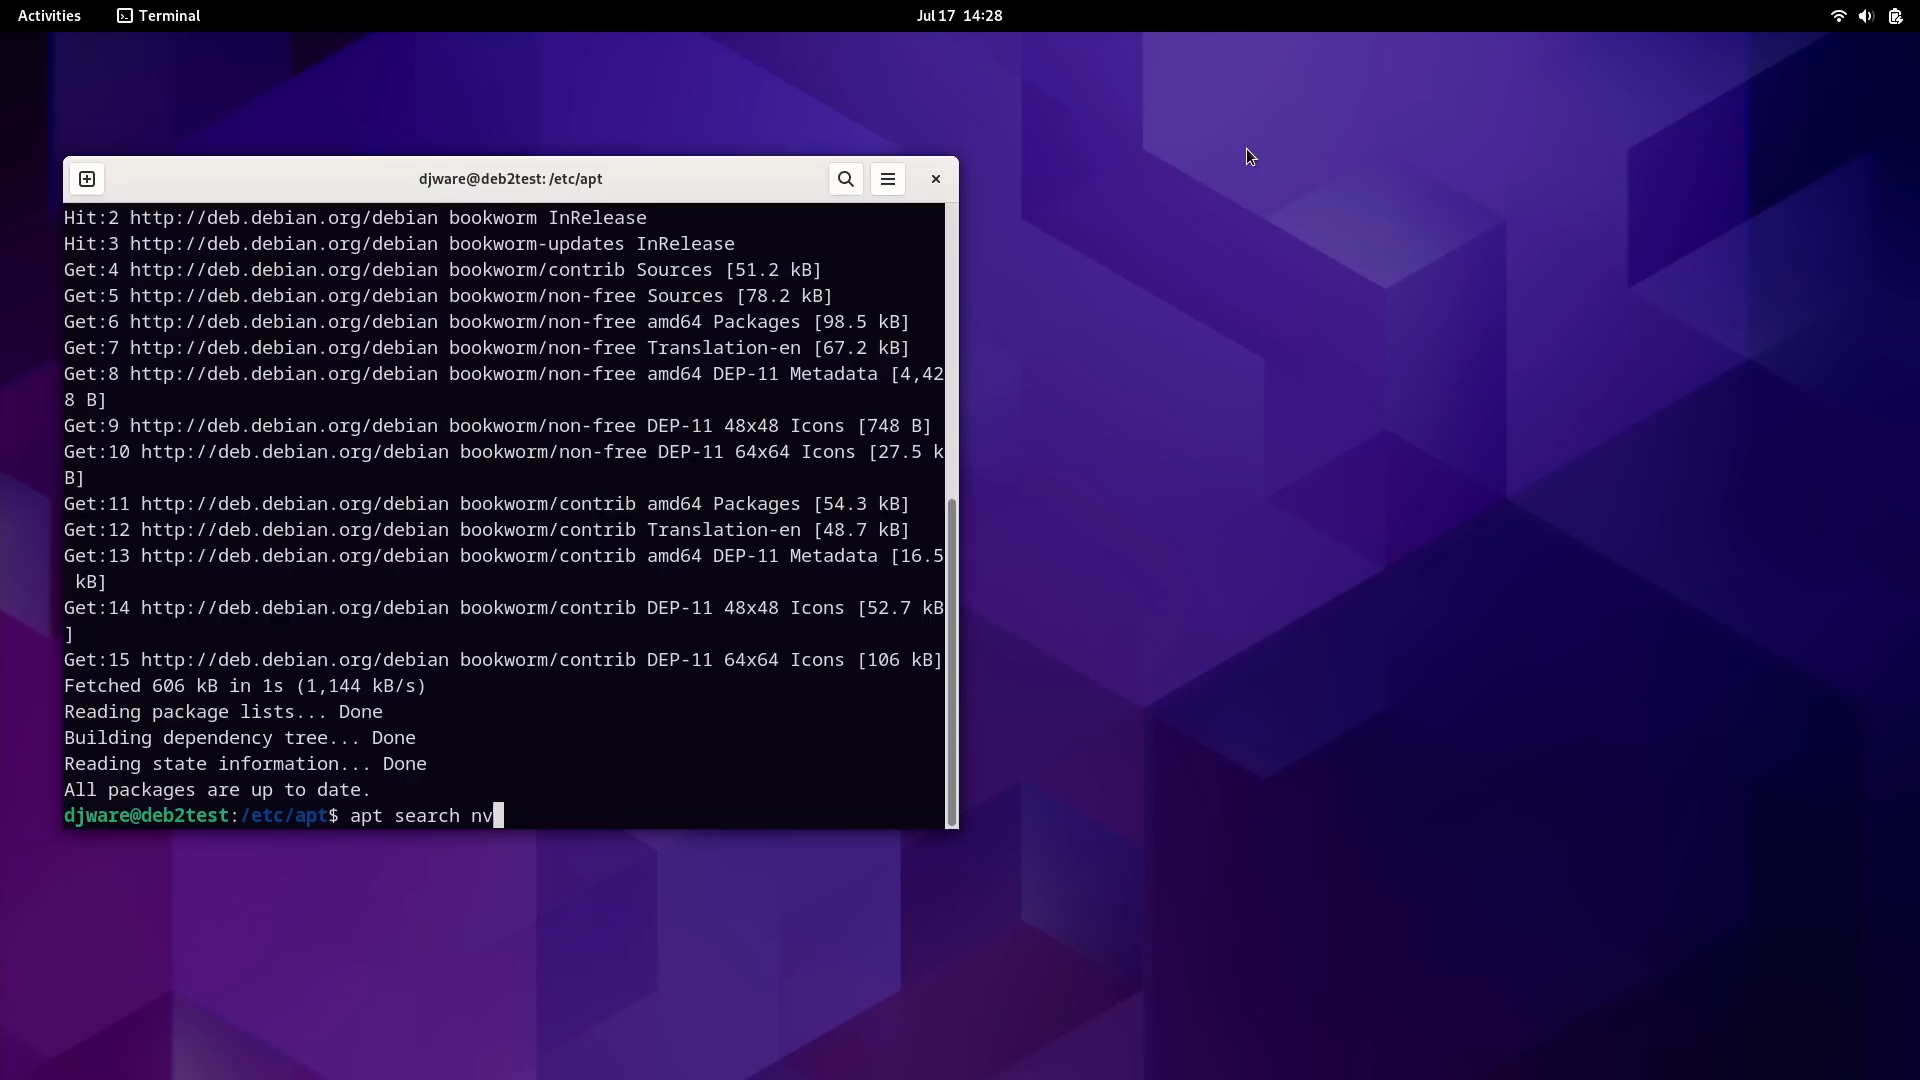 Activities Terminal Jul 17 14:28
djware@deb2test: /etc/apt
Hit:2 http://deb.debian.org/debian bookworm InRelease
Hit:3 http://deb.debian.org/debian bookworm-updates InRelease
Get:4 http://deb.debian.org/debian bookworm/contrib Sources [51.2 kB]
Get:5 http://deb.debian.org/debian bookworm/non-free Sources [78.2 kB]
Get:6 http://deb.debian.org/debian bookworm/non-free amd64 Packages [98.5 kB]
Get:7 http://deb.debian.org/debian bookworm/non-free Translation-en [67.2 kB]
Get:8 http://deb.debian.org/debian bookworm/non-free amd64 DEP-11 Metadata [4,42
8 B]
Get:9 http://deb.debian.org/debian bookworm/non-free DEP-11 48x48 Icons [748 B]
Get:10 http://deb.debian.org/debian bookworm/non-free DEP-11 64x64 Icons [27.5 k
B]
Get:11 http://deb.debian.org/debian bookworm/contrib amd64 Packages [54.3 kB]
Get:12 http://deb.debian.org/debian bookworm/contrib Translation-en [48.7 kB]
Get:13 http://deb.debian.org/debian bookworm/contrib amd64 DEP-11 Metadata [16.5
 kB]
Get:14 http://deb.debian.org/debian bookworm/contrib DEP-11 48x48 Icons [52.7 kB
]
Get:15 http://deb.debian.org/debian bookworm/contrib DEP-11 64x64 Icons [106 kB]
Fetched 606 kB in 1s (1,144 kB/s)
Reading package lists... Done
Building dependency tree... Done
Reading state information... Done
All packages are up to date.
djware@deb2test:/etc/apt$ apt search nv